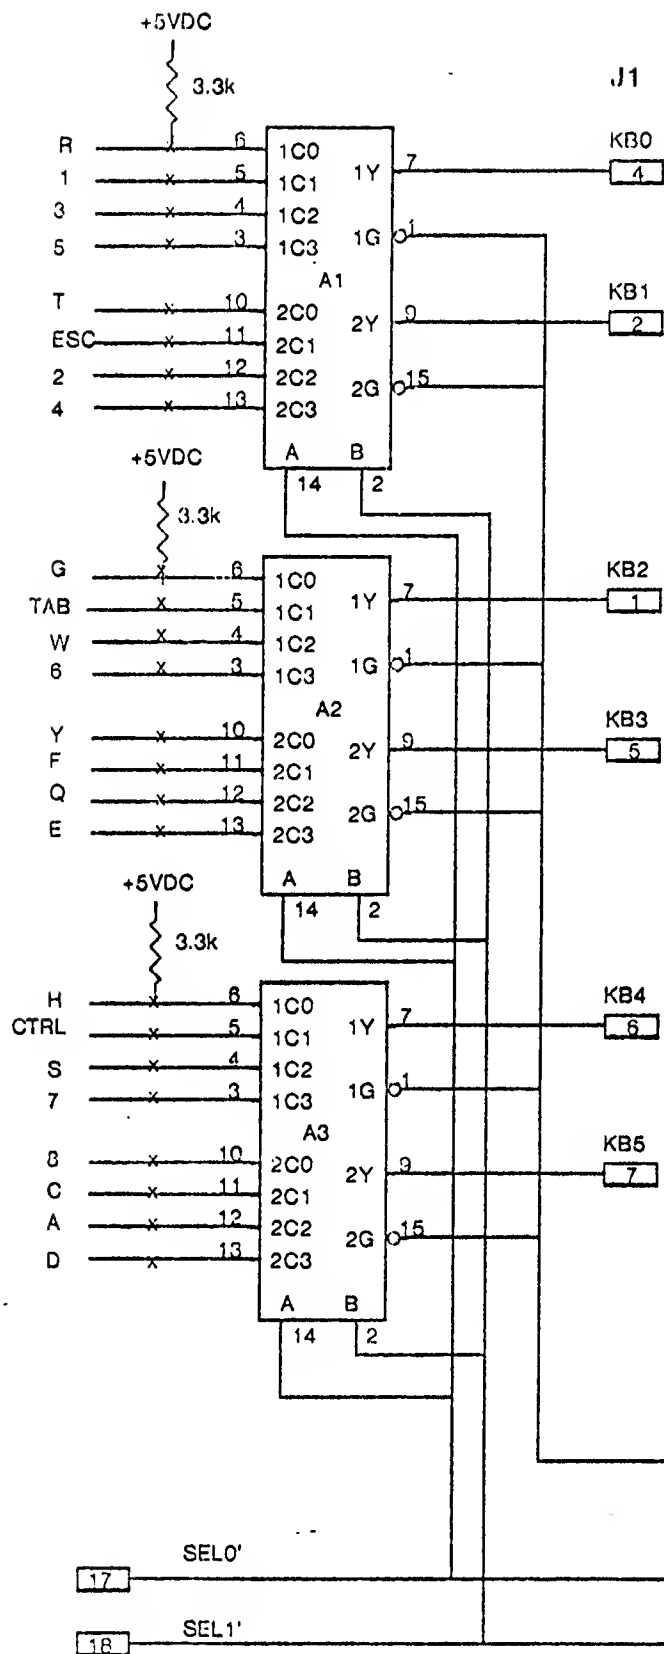 +5VDC
3.3k
J1
R 6 1C0
1 5 1C1
3 4 1C2
5 3 1C3
T 10 2C0
ESC 11 2C1
2 12 2C2
4 13 2C3
A1
1Y 7 KB0 4
1G 1
2Y 9 KB1 2
2G 15
A B
14 2
+5VDC
3.3k
G 6 1C0
TAB 5 1C1
W 4 1C2
6 3 1C3
Y 10 2C0
F 11 2C1
Q 12 2C2
E 13 2C3
A2
1Y 7 KB2 1
1G 1
2Y 9 KB3 5
2G 15
A B
14 2
+5VDC
3.3k
H 6 1C0
CTRL 5 1C1
S 4 1C2
7 3 1C3
8 10 2C0
C 11 2C1
A 12 2C2
D 13 2C3
A3
1Y 7 KB4 6
1G 1
2Y 9 KB5 7
2G 15
A B
14 2
SEL0'
17
SEL1'
18